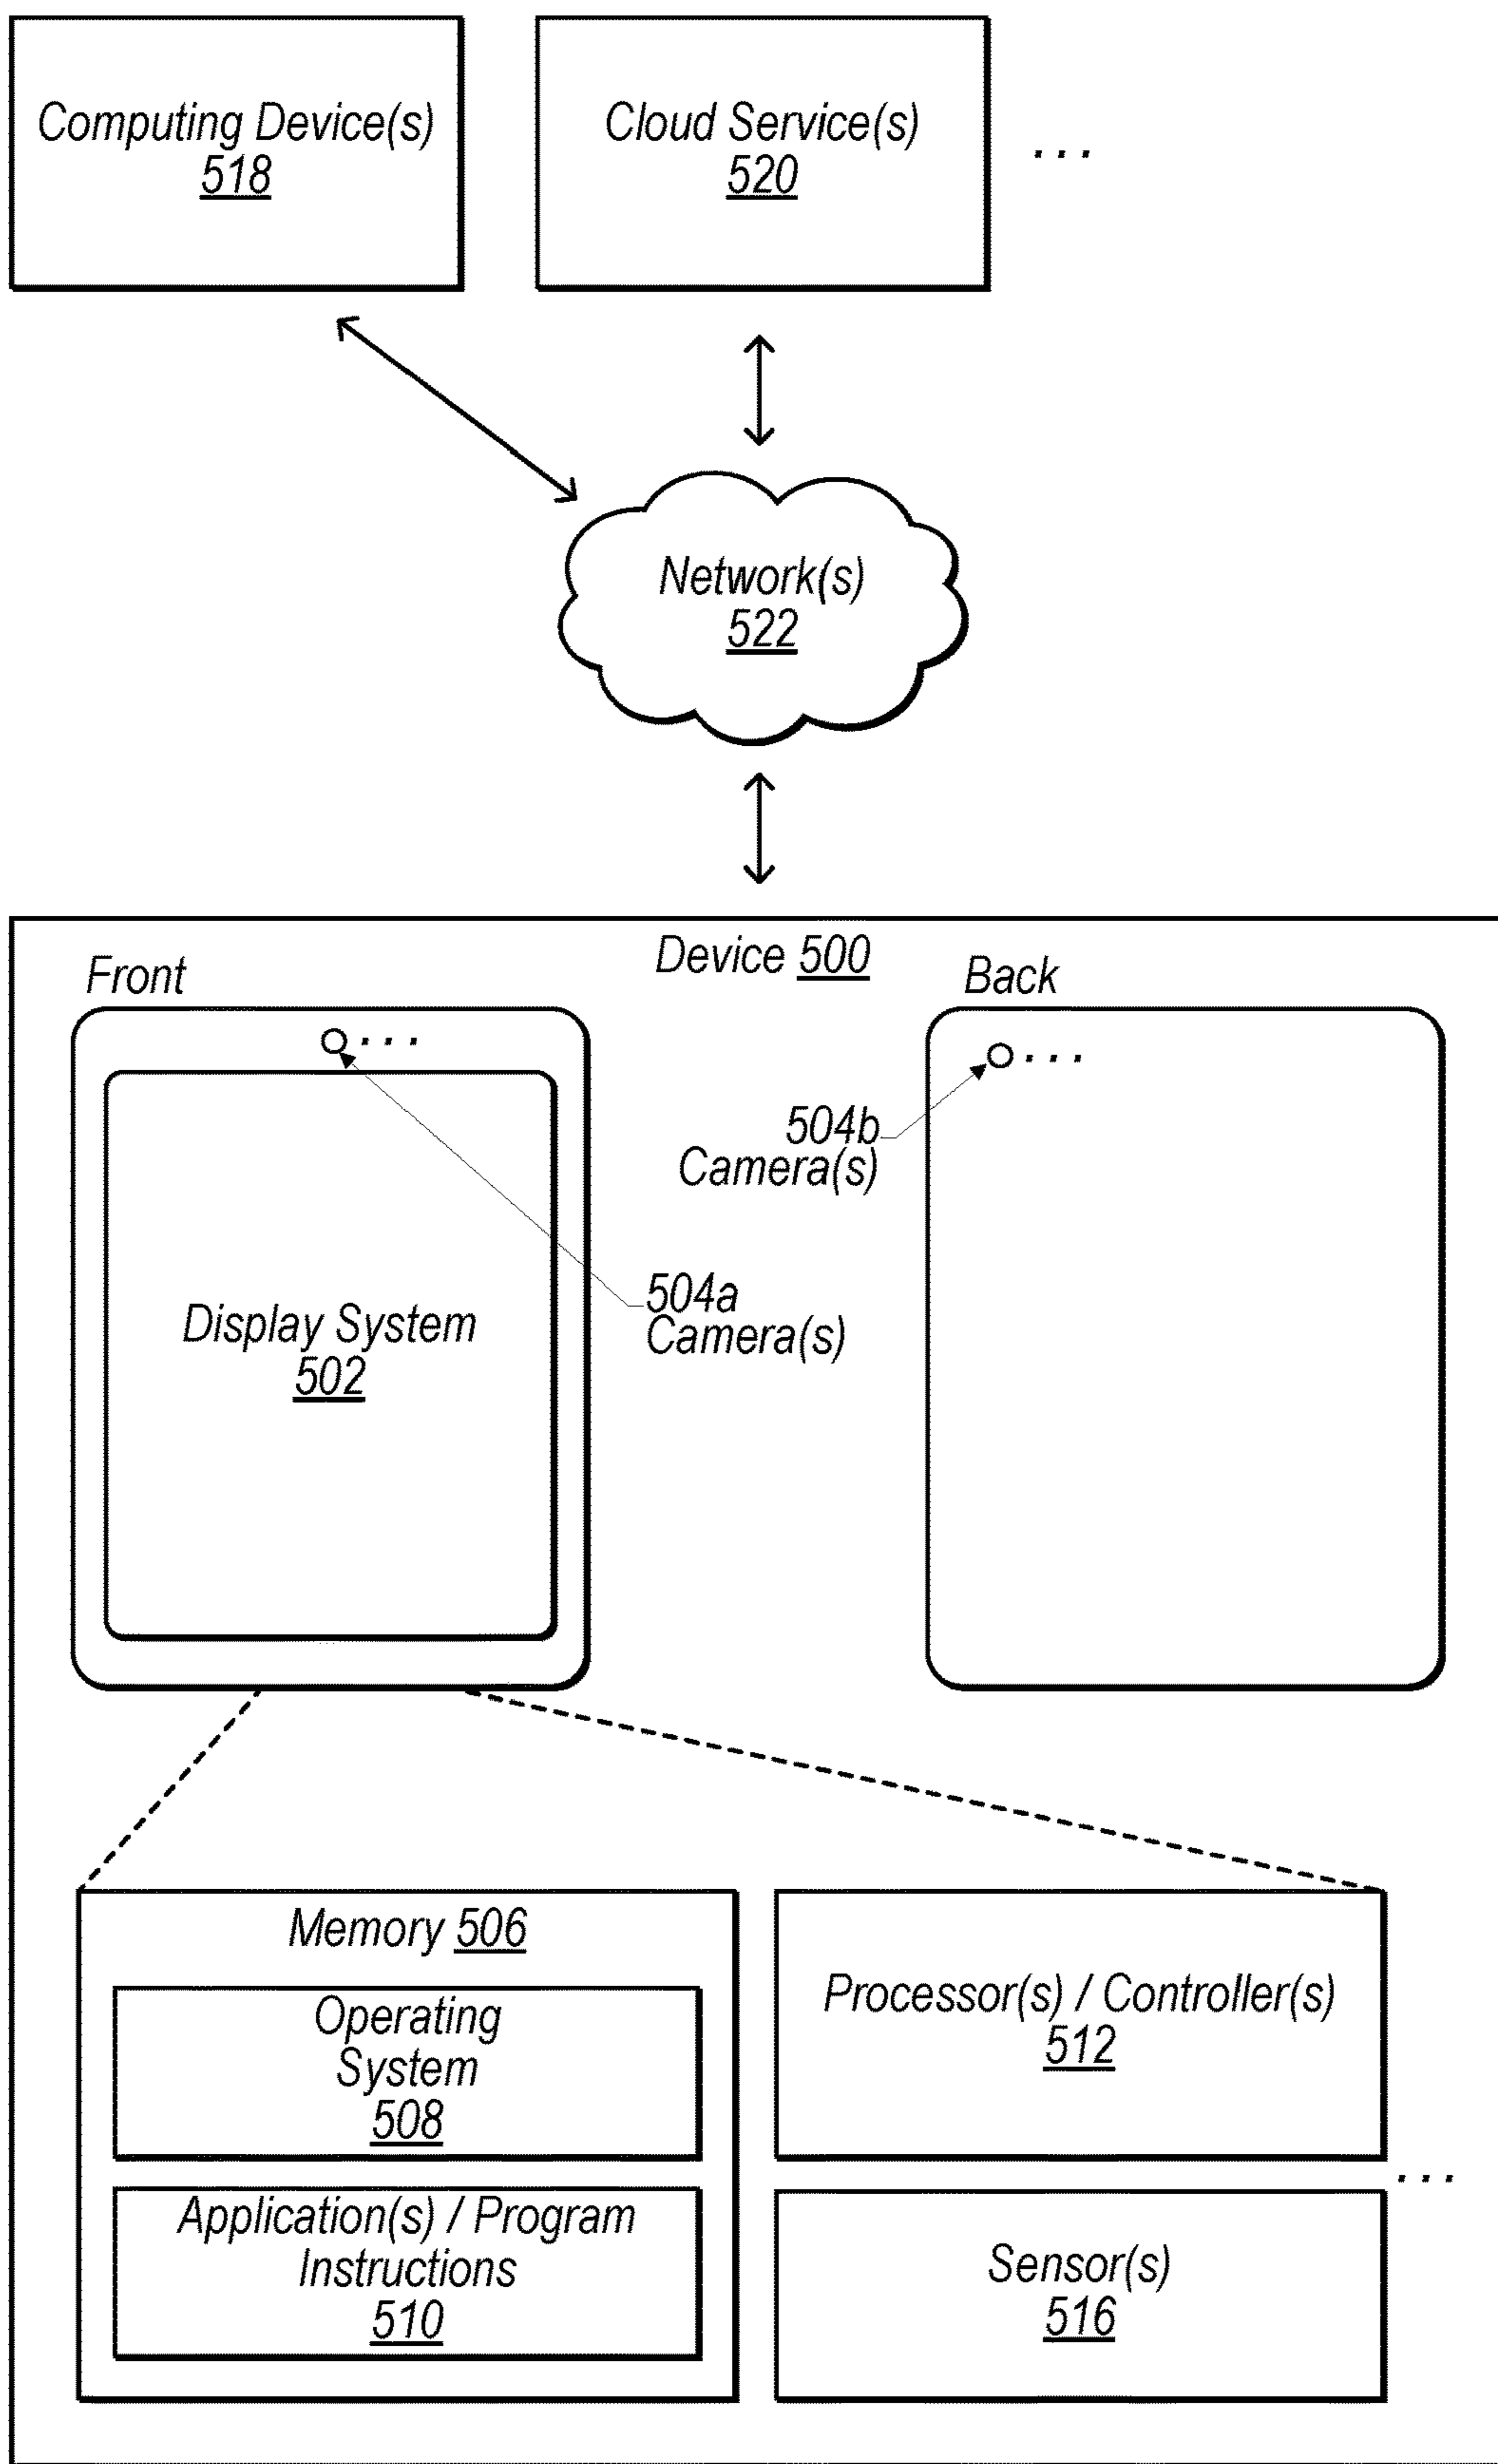 Computing Device(s)
518
Cloud Service(s)
520
...
Network(s)
522
Device 500
Front
Back
...
...
504b
Camera(s)
504a
Camera(s)
Display System
502
Memory 506
Operating
System
508
Application(s) / Program
Instructions
510
Processor(s) / Controller(s)
512
...
Sensor(s)
516